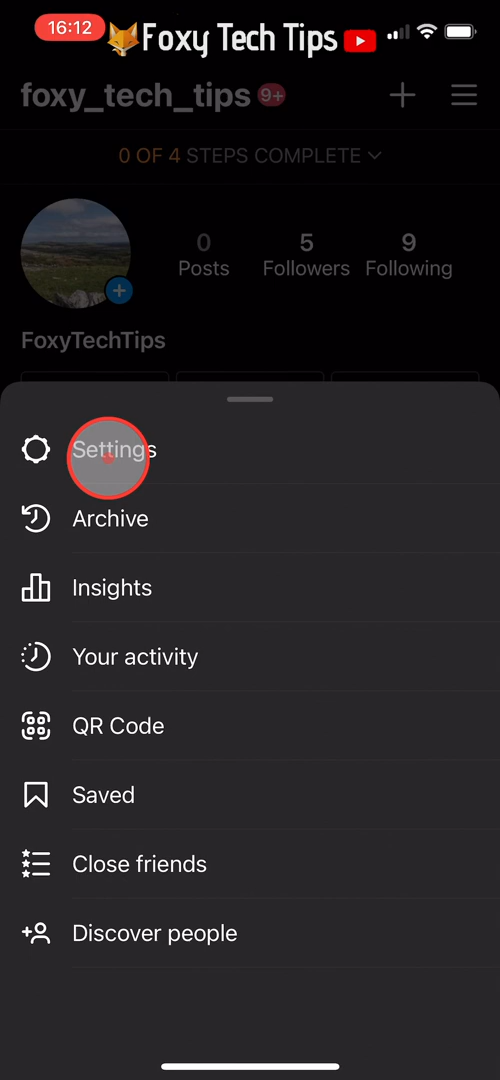 16:12
Foxy Tech Tips
foxy_tech_tips 9+
0 OF 4 STEPS COMPLETE
0 5 9
Posts Followers Following
FoxyTechTips
Settings
Archive
Insights
Your activity
QR Code
Saved
Close friends
Discover people